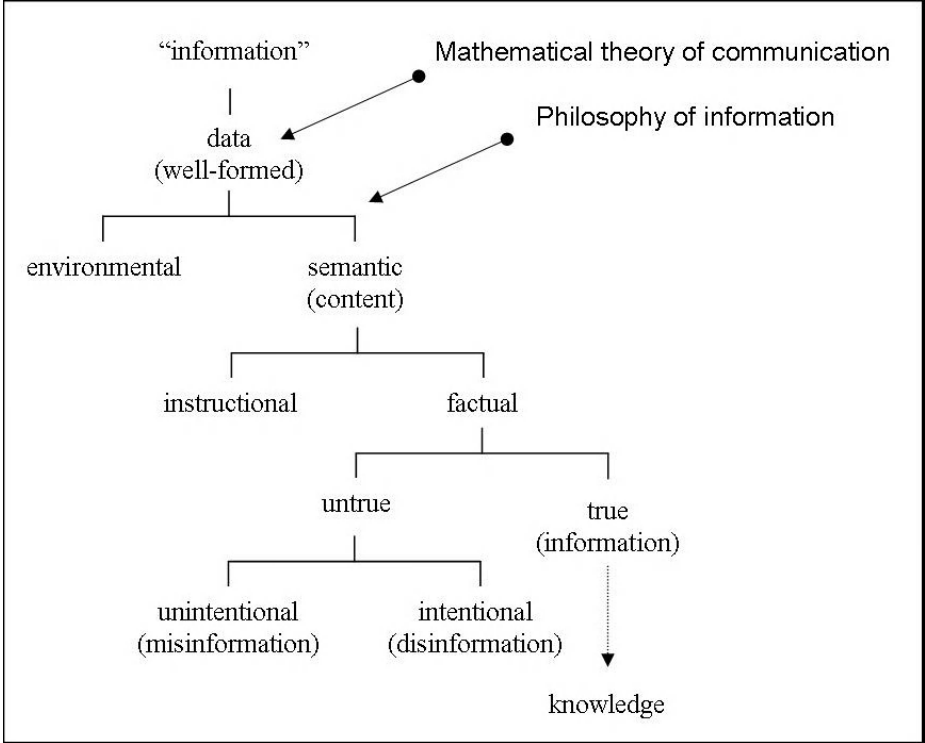 “information”
Mathematical theory of communication
Philosophy of information
data
(well-formed)
environmental
semantic
(content)
instructional
factual
untrue
true
(information)
unintentional
(misinformation)
intentional
(disinformation)
knowledge